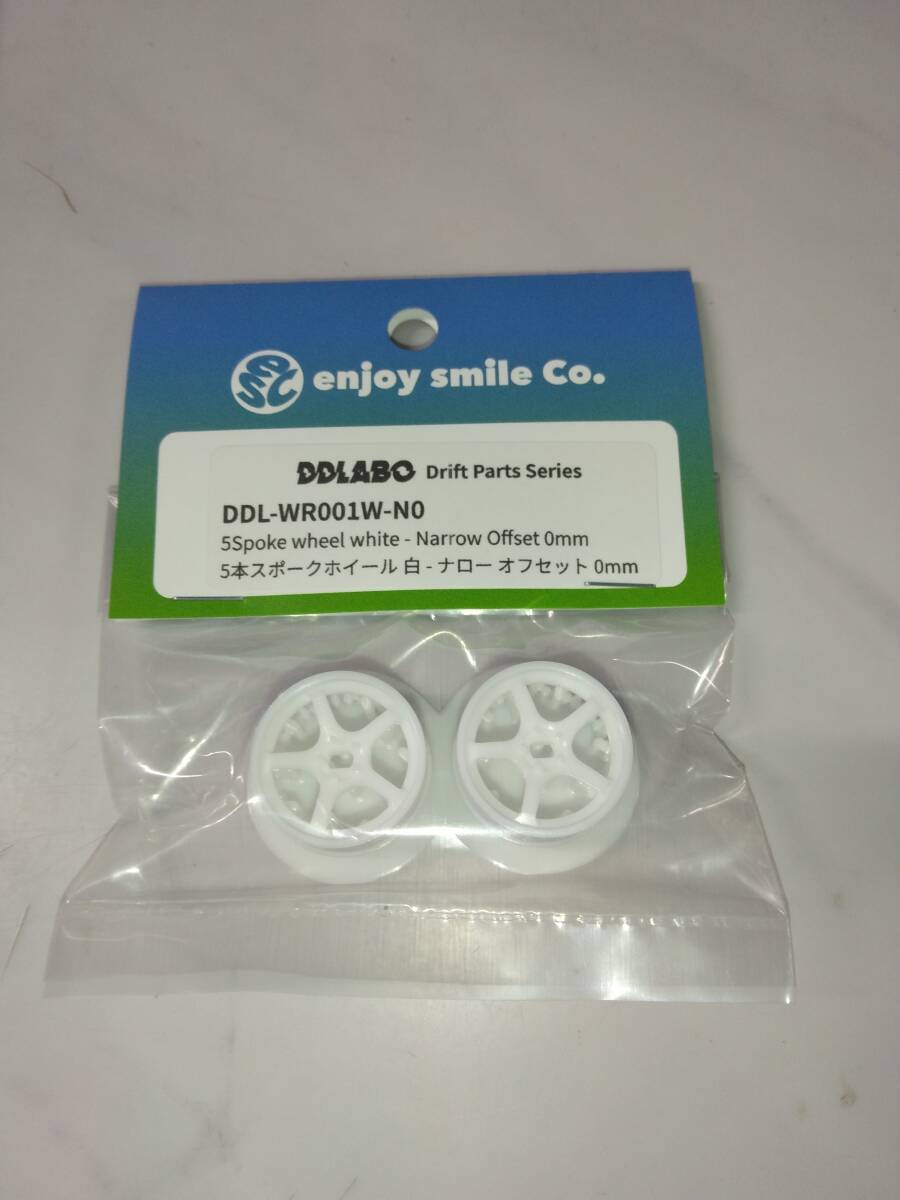 enjoy smile Co.
DDLABO Drift Parts Series
DDL-WR001W-N0
5Spoke wheel white - Narrow Offset 0mm
5本スポークホイール 白 - ナロー オフセット 0mm